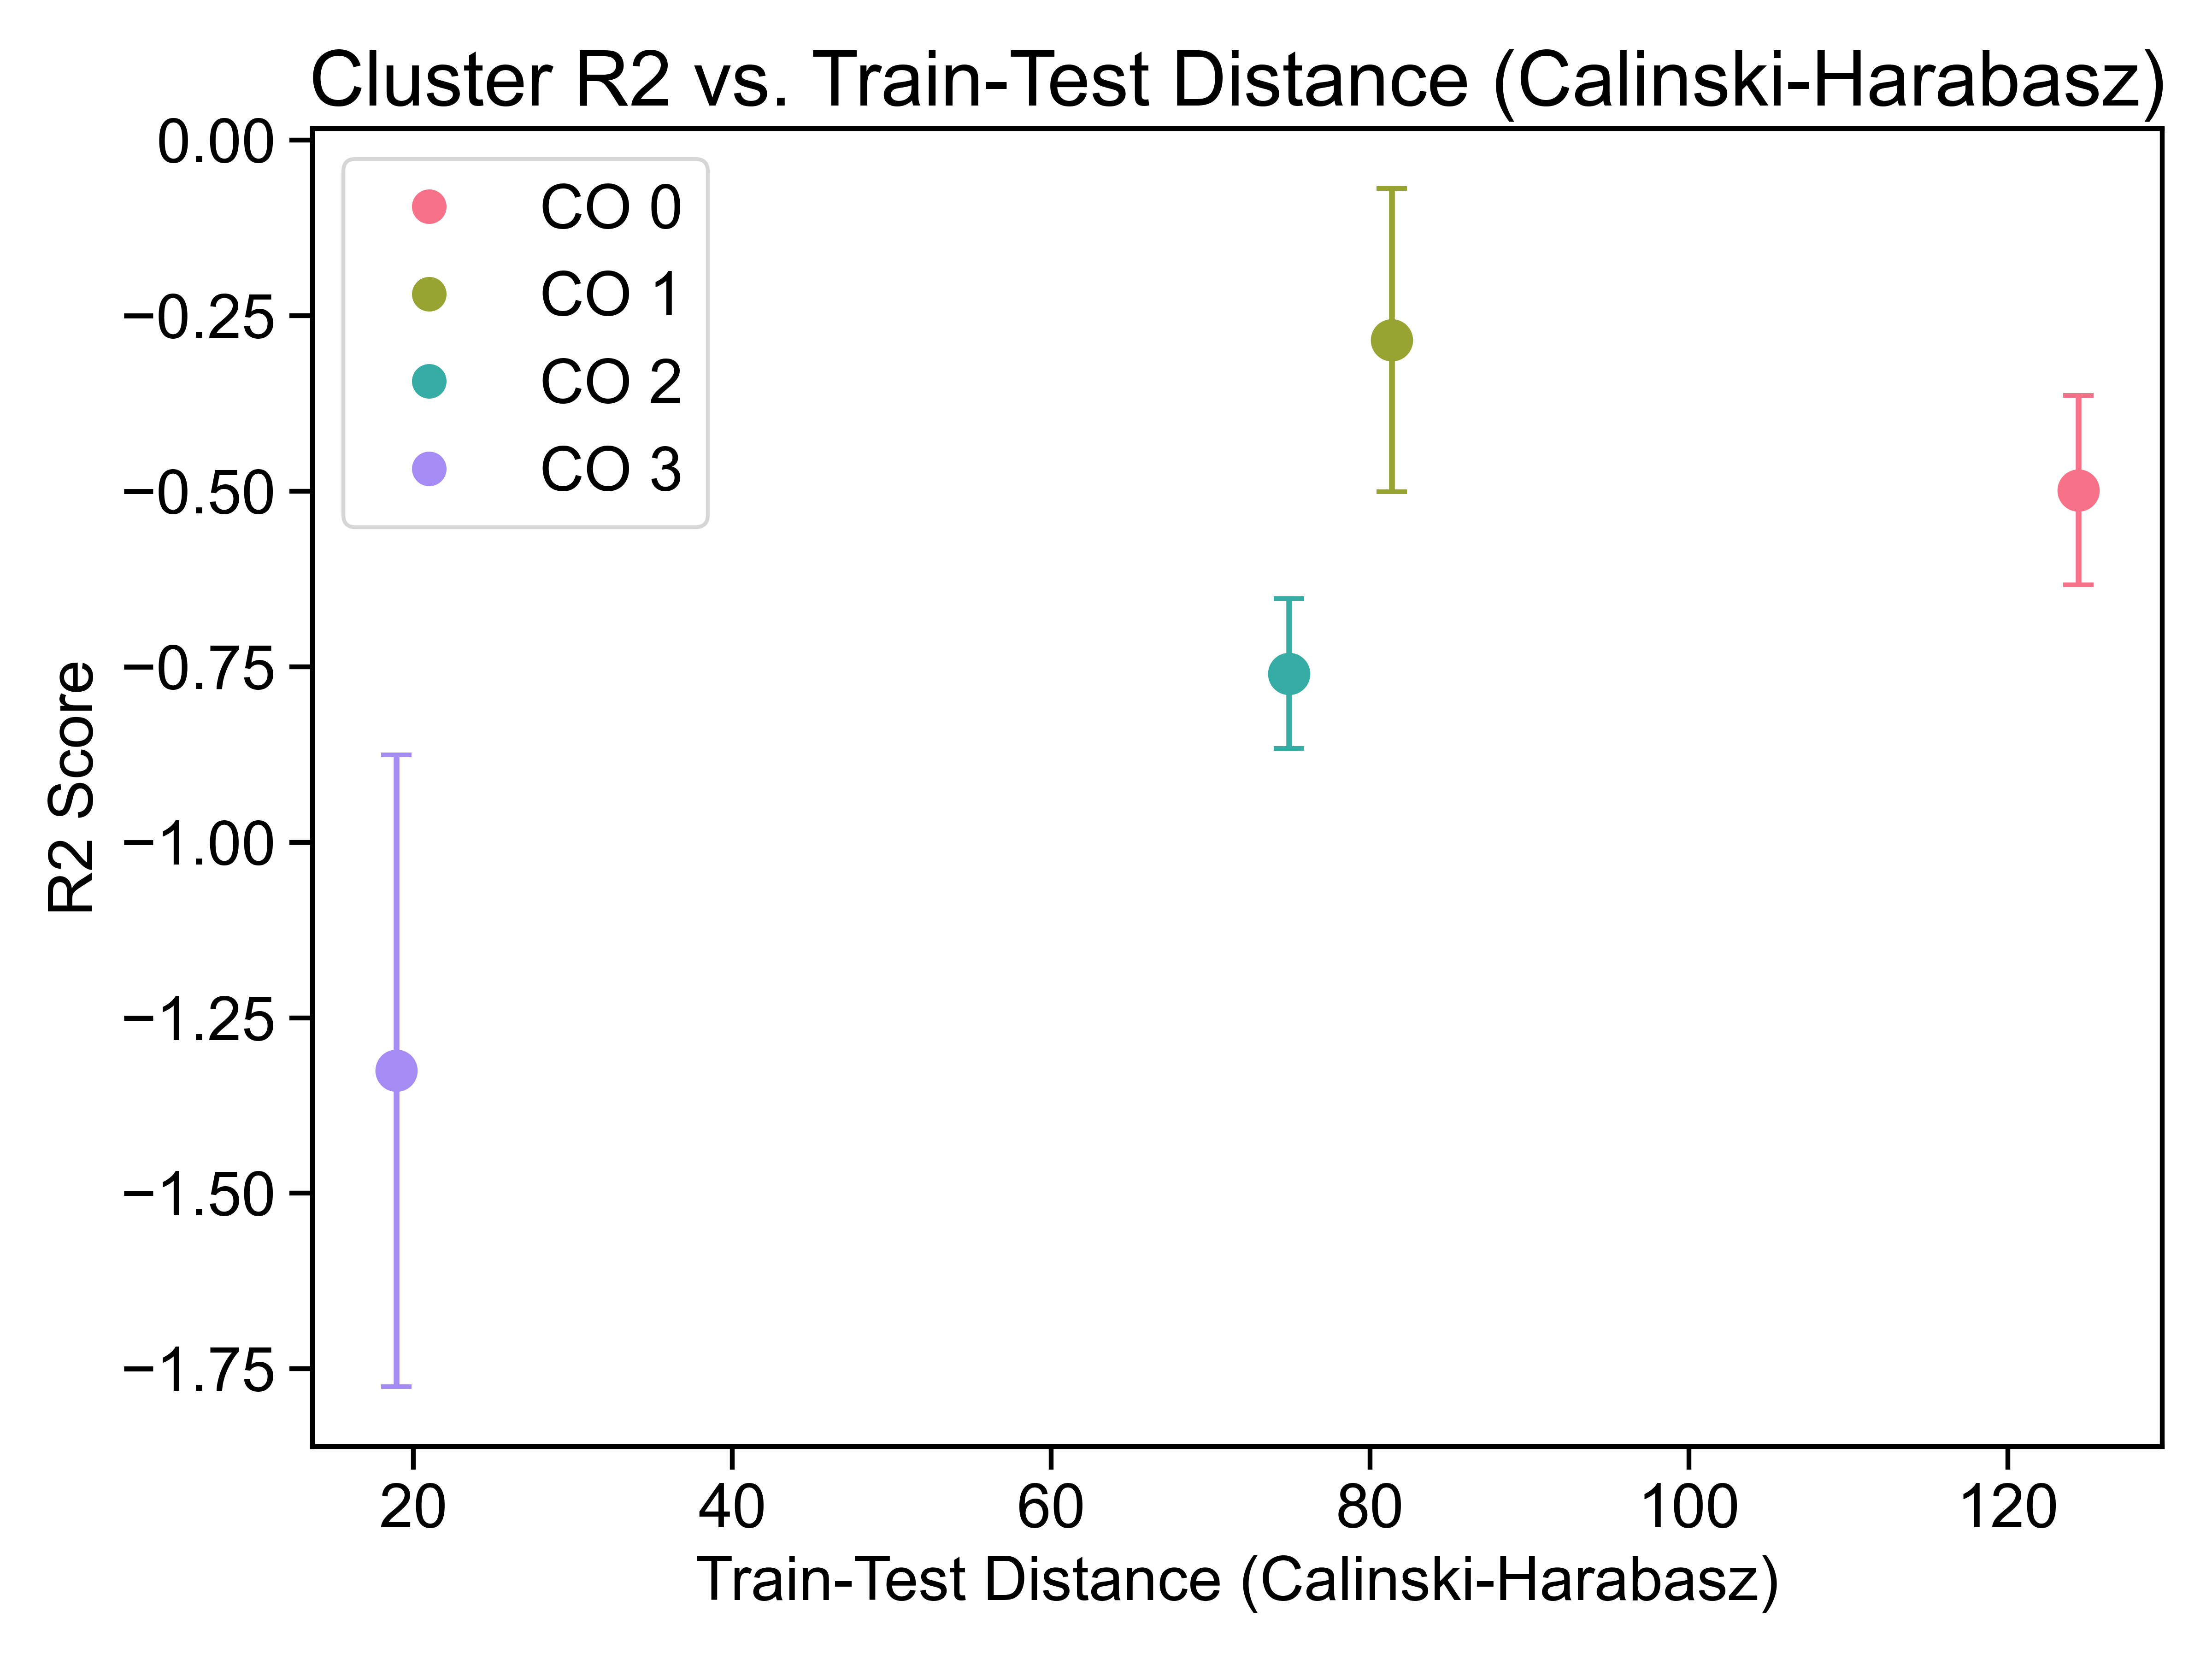 Cluster R2 vs. Train-Test Distance (Calinski-Harabasz)
0.00
−0.25
−0.50
−0.75
−1.00
−1.25
−1.50
−1.75
R2 Score
CO 0
CO 1
CO 2
CO 3
20 40 60 80 100 120
Train-Test Distance (Calinski-Harabasz)